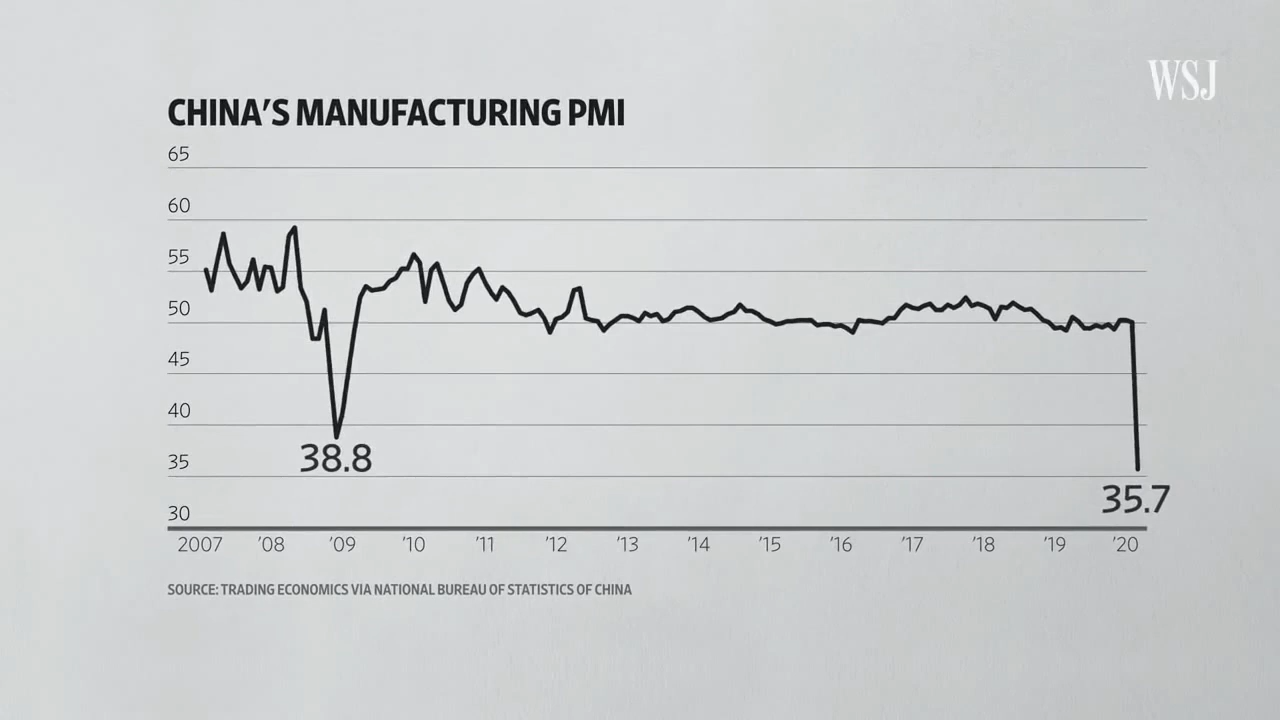 WSJ
CHINA'S MANUFACTURING PMI
65
60
55
50
45
40
38.8
35
35.7
30
2007 '08 '09 '10 '11 '12 '13 '14 '15 '16 '17 '18 '19 '20
SOURCE: TRADING ECONOMICS VIA NATIONAL BUREAU OF STATISTICS OF CHINA